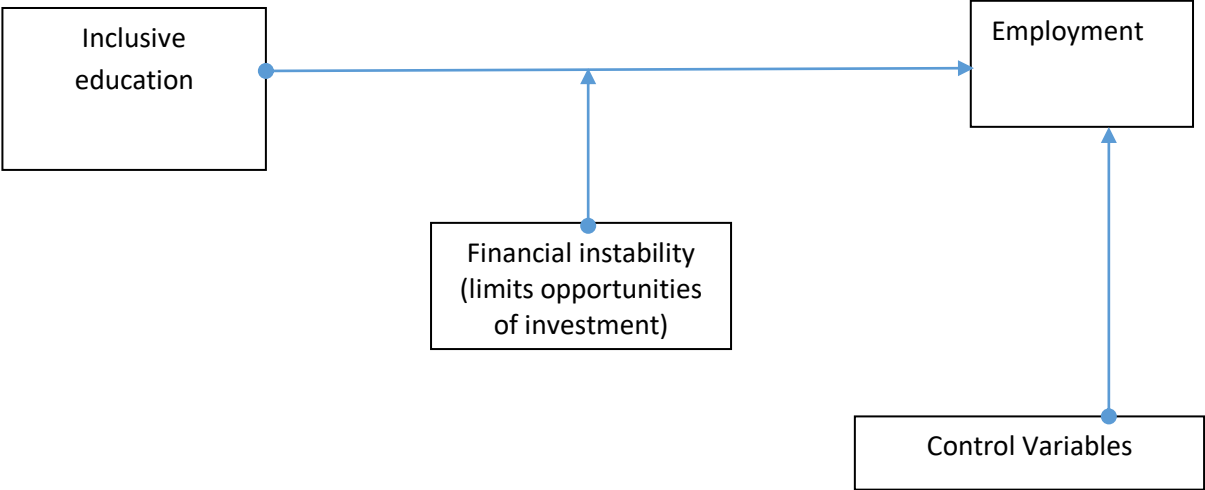 Inclusive
education
Employment
Financial instability
(limits opportunities
of investment)
Control Variables